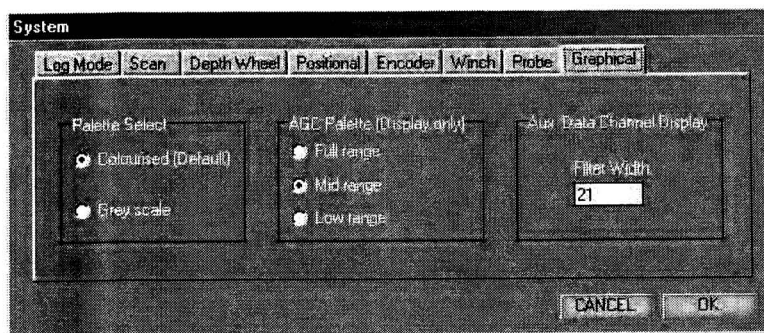 System
Log Mode Scan Depth Wheel Positional Encoder Winch Probe Graphical
Palette Select
Colourised (Default)
Grey scale
AGC Palette (Display only)
Full range
Mid range
Low range
Aux Data Channel Display
Filter Width
21
CANCEL OK